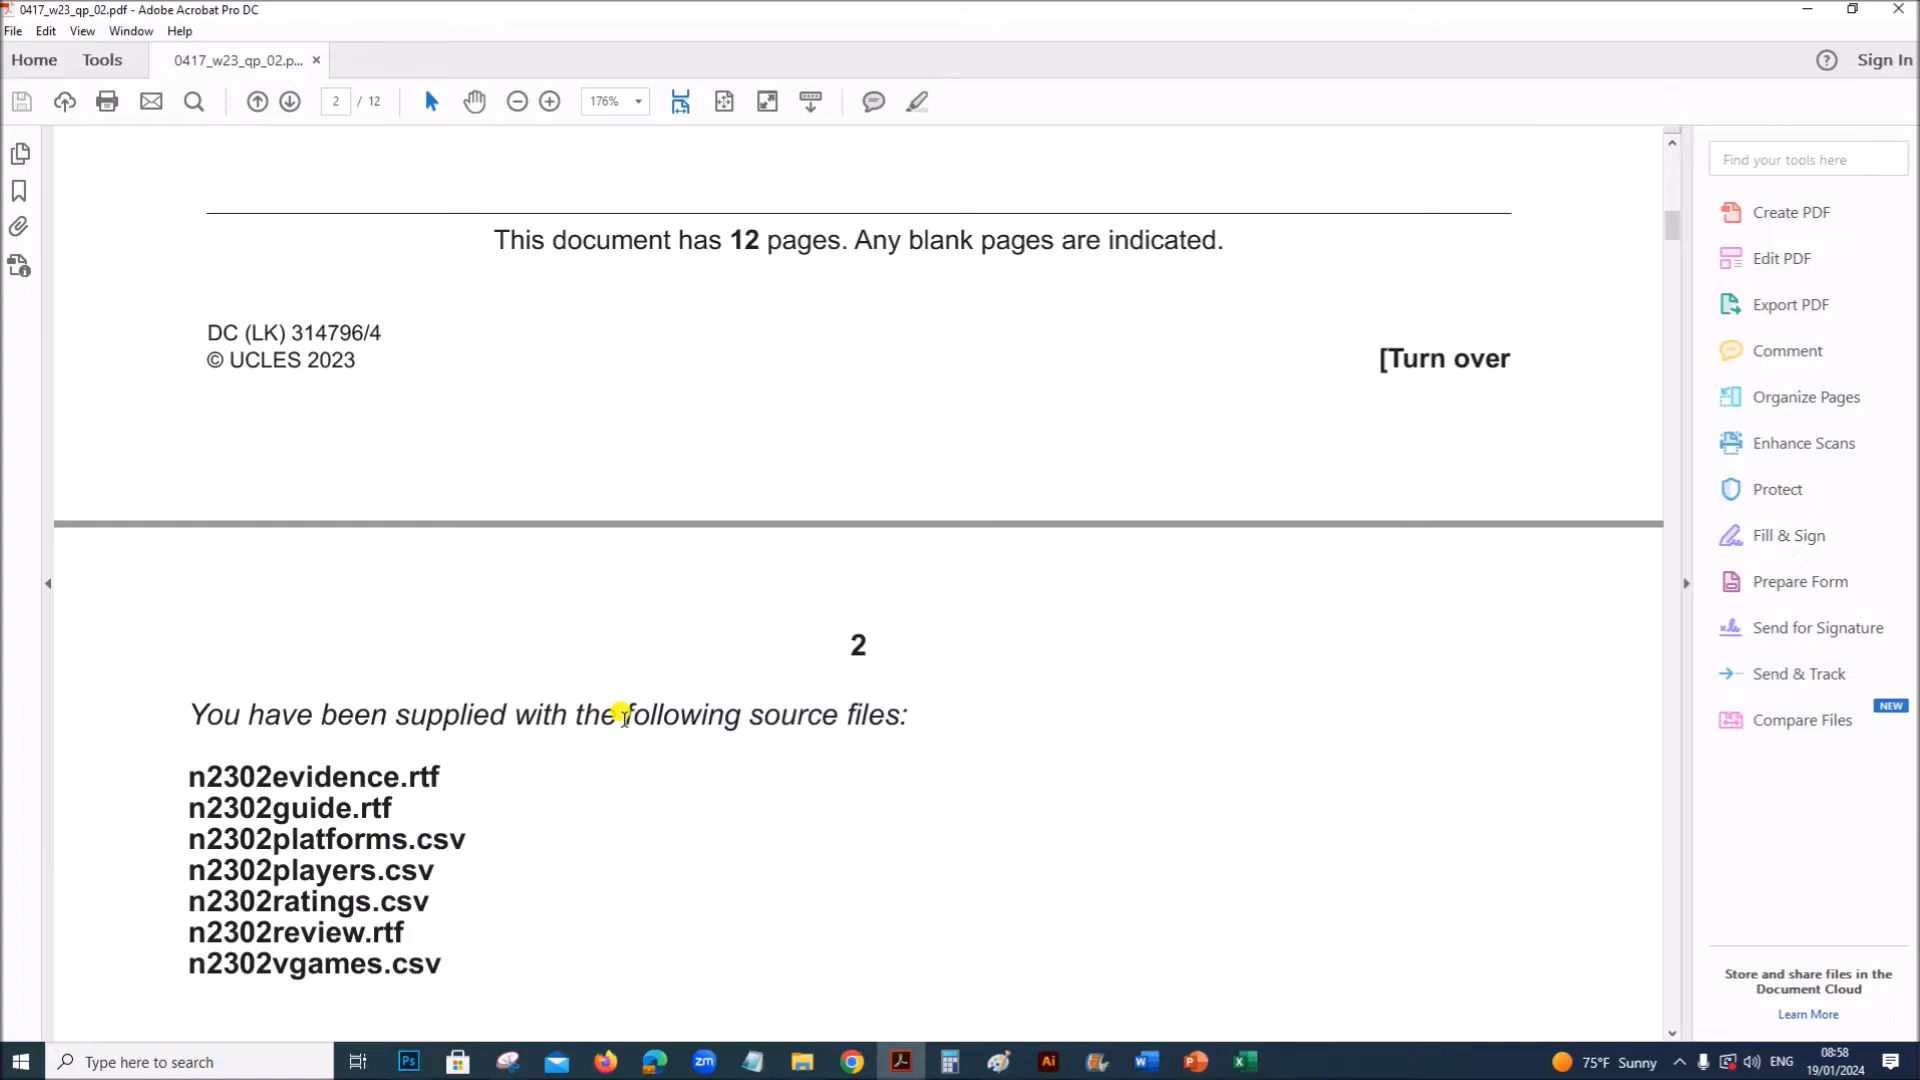 0417_w23_qp_02.pdf - Adobe Acrobat Pro DC
File Edit View Window Help
Home Tools 0417_w23_qp_02.p... × Sign In
2 / 12 176%
This document has 12 pages. Any blank pages are indicated.
DC (LK) 314796/4
© UCLES 2023
[Turn over
2
You have been supplied with the following source files:
n2302evidence.rtf
n2302guide.rtf
n2302platforms.csv
n2302players.csv
n2302ratings.csv
n2302review.rtf
n2302vgames.csv
Find your tools here
Create PDF
Edit PDF
Export PDF
Comment
Organize Pages
Enhance Scans
Protect
Fill & Sign
Prepare Form
Send for Signature
Send & Track
NEW
Compare Files
Store and share files in the
Document Cloud
Learn More
Type here to search
Ps
zm
Ai
75°F Sunny
ENG
08:58
19/01/2024